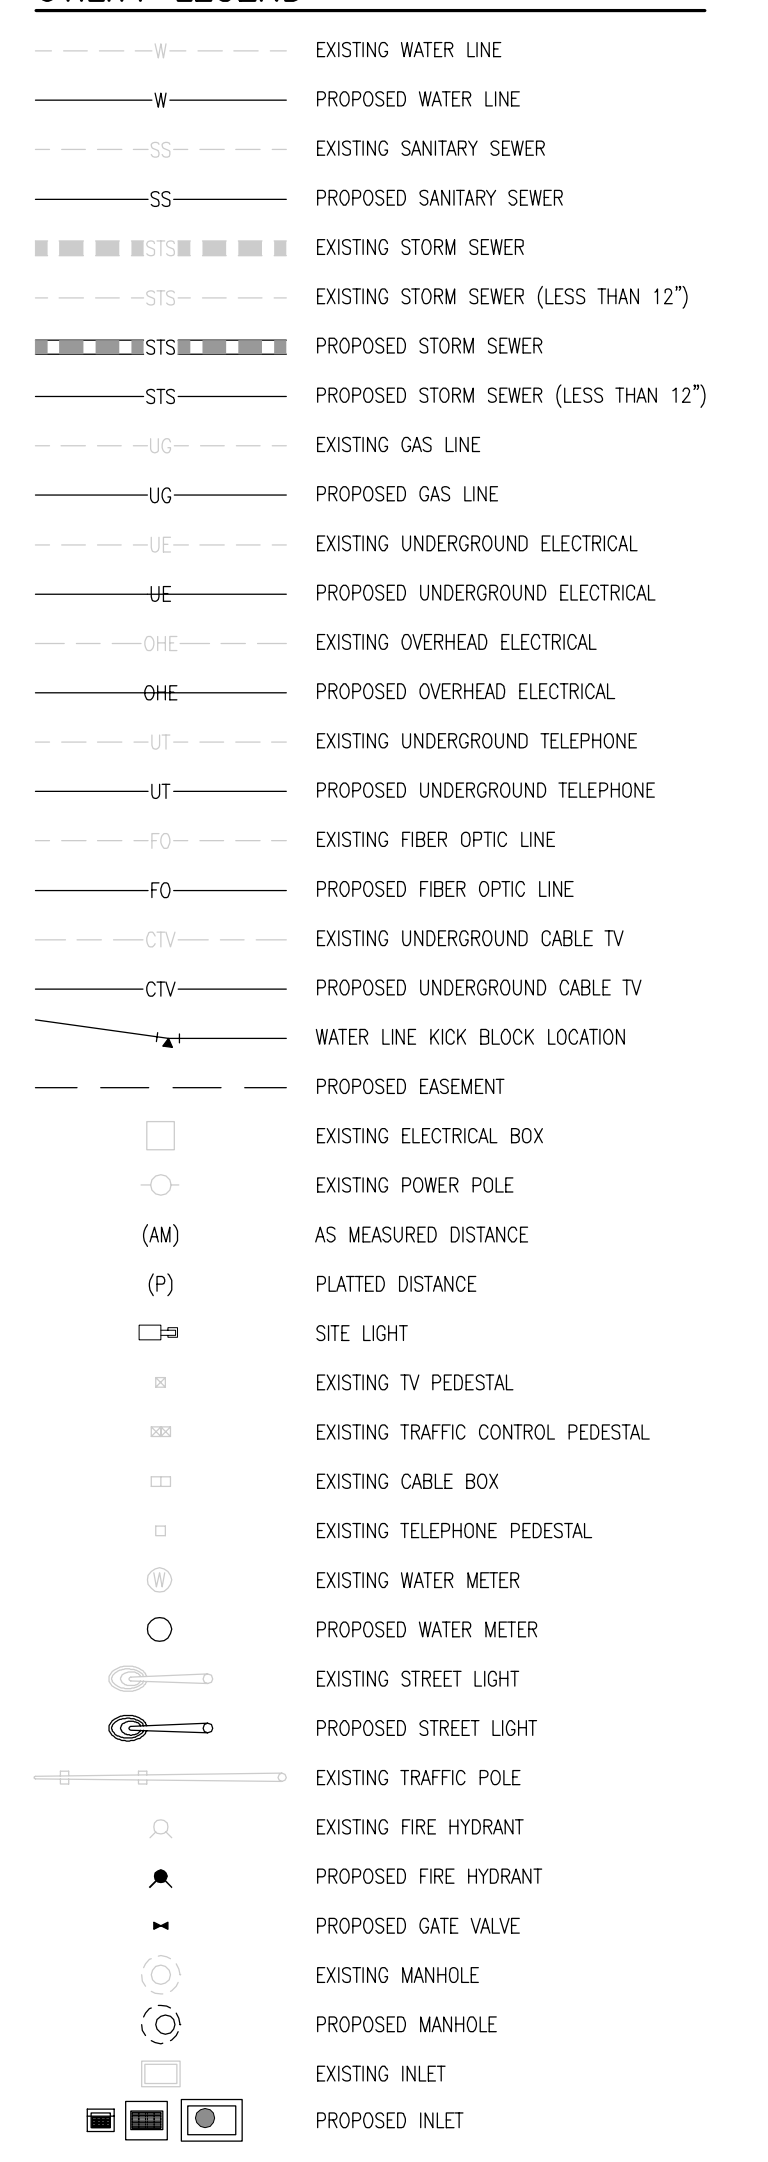 UTILITY LEGEND
W EXISTING WATER LINE
W PROPOSED WATER LINE
SS EXISTING SANITARY SEWER
SS PROPOSED SANITARY SEWER
STS EXISTING STORM SEWER
STS EXISTING STORM SEWER (LESS THAN 12")
STS PROPOSED STORM SEWER
STS PROPOSED STORM SEWER (LESS THAN 12")
UG EXISTING GAS LINE
UG PROPOSED GAS LINE
UE EXISTING UNDERGROUND ELECTRICAL
UE PROPOSED UNDERGROUND ELECTRICAL
OHE EXISTING OVERHEAD ELECTRICAL
OHE PROPOSED OVERHEAD ELECTRICAL
UT EXISTING UNDERGROUND TELEPHONE
UT PROPOSED UNDERGROUND TELEPHONE
FO EXISTING FIBER OPTIC LINE
FO PROPOSED FIBER OPTIC LINE
CTV EXISTING UNDERGROUND CABLE TV
CTV PROPOSED UNDERGROUND CABLE TV
WATER LINE KICK BLOCK LOCATION
PROPOSED EASEMENT
EXISTING ELECTRICAL BOX
EXISTING POWER POLE
(AM) AS MEASURED DISTANCE
(P) PLATTED DISTANCE
SITE LIGHT
EXISTING TV PEDESTAL
EXISTING TRAFFIC CONTROL PEDESTAL
EXISTING CABLE BOX
EXISTING TELEPHONE PEDESTAL
W EXISTING WATER METER
PROPOSED WATER METER
EXISTING STREET LIGHT
PROPOSED STREET LIGHT
EXISTING TRAFFIC POLE
EXISTING FIRE HYDRANT
PROPOSED FIRE HYDRANT
PROPOSED GATE VALVE
EXISTING MANHOLE
PROPOSED MANHOLE
EXISTING INLET
PROPOSED INLET